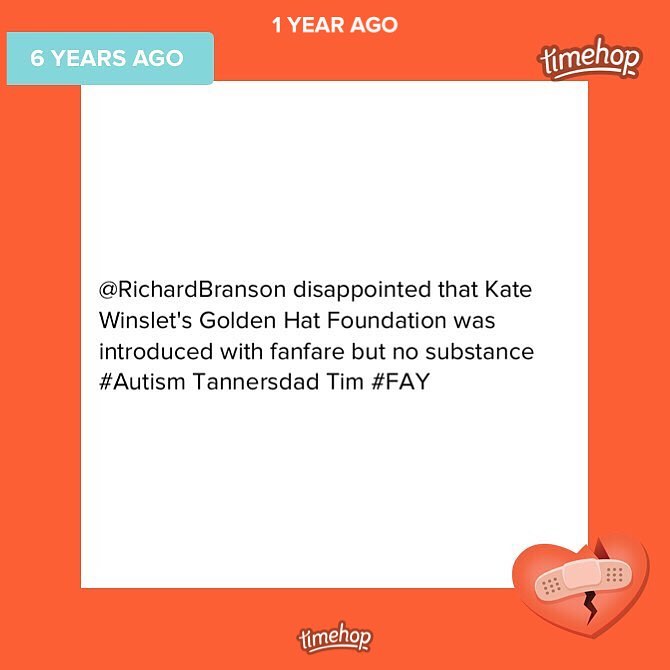 1 YEAR AGO
6 YEARS AGO
timehop
@RichardBranson disappointed that Kate
Winslet's Golden Hat Foundation was
introduced with fanfare but no substance
#Autism Tannersdad Tim #FAY
timehop